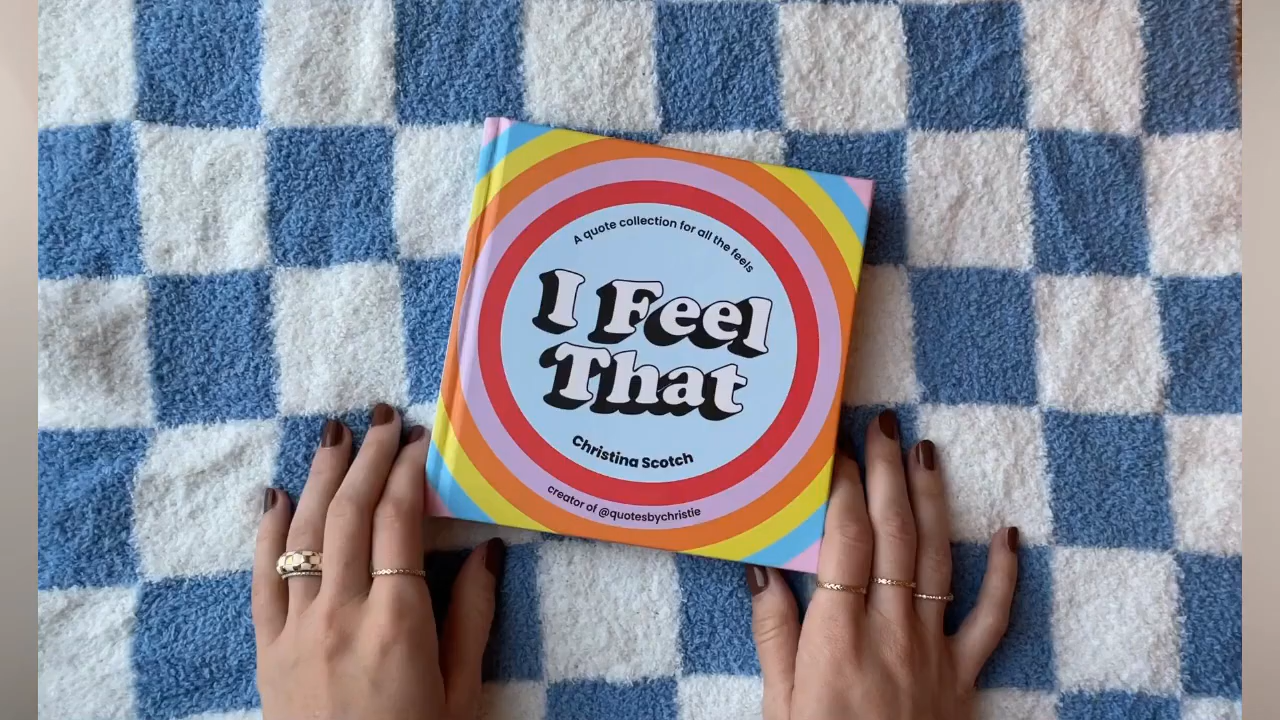 A quote collection for all the feels
I Feel
That
Christina Scotch
creator of @quotesbychristie